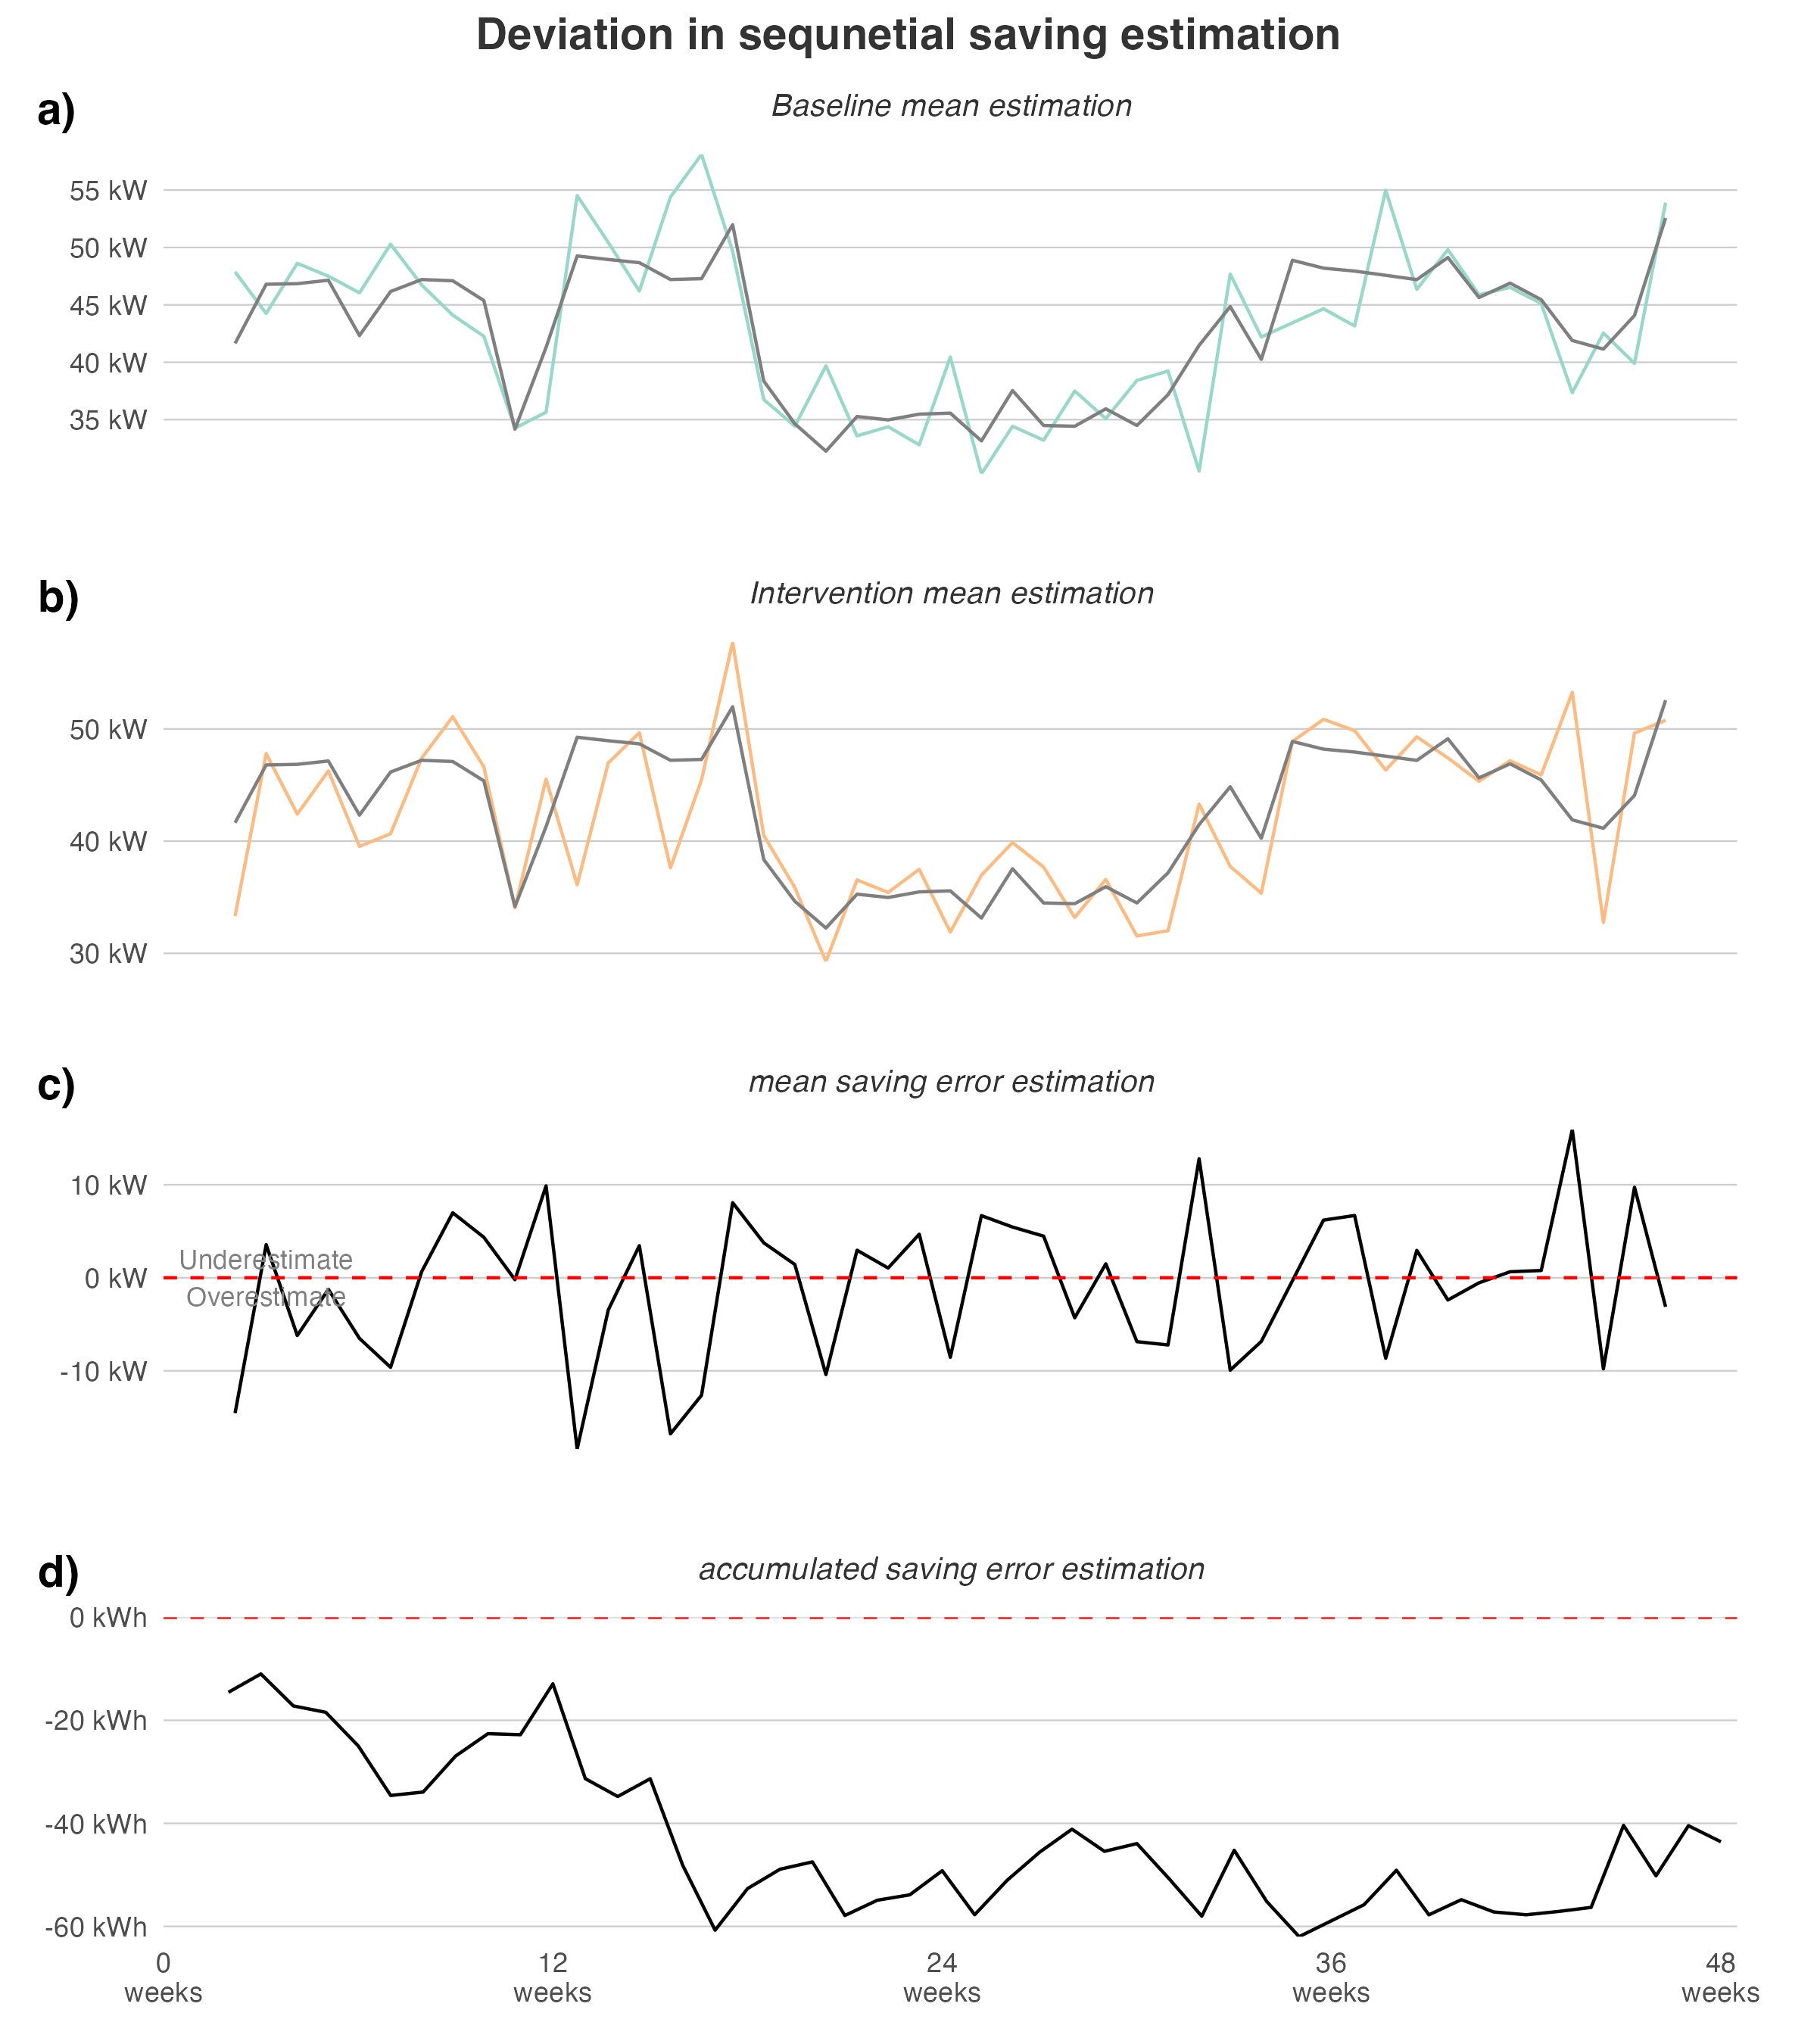 Deviation in sequnetial saving estimation
a)
Baseline mean estimation
55 kW
50 kW
45 kW
40 kW
35 kW
b)
Intervention mean estimation
50 kW
40 kW
30 kW
c)
mean saving error estimation
10 kW
Underestimate
0 kW
Overestimate
-10 kW
d)
accumulated saving error estimation
0 kWh
-20 kWh
-40 kWh
-60 kWh
0 12 24 36 48
weeks weeks weeks weeks weeks